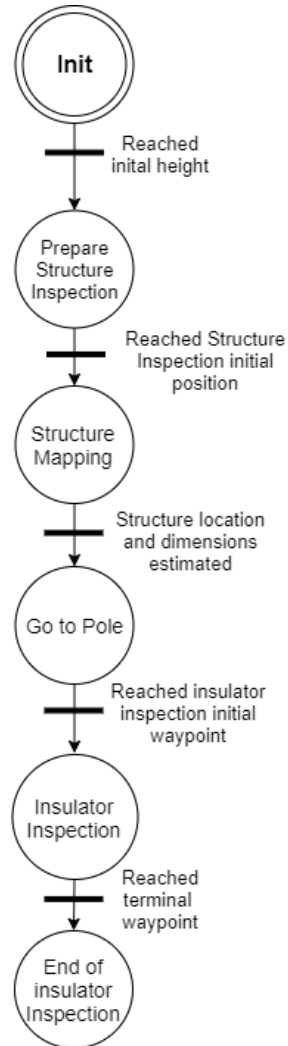 Init
Reached
inital height
Prepare
Structure
Inspection
Reached Structure
Inspection initial
position
Structure
Mapping
Structure location
and dimensions
estimated
Go to Pole
Reached insulator
inspection initial
waypoint
Insulator
Inspection
Reached
terminal
waypoint
End of
insulator
Inspection